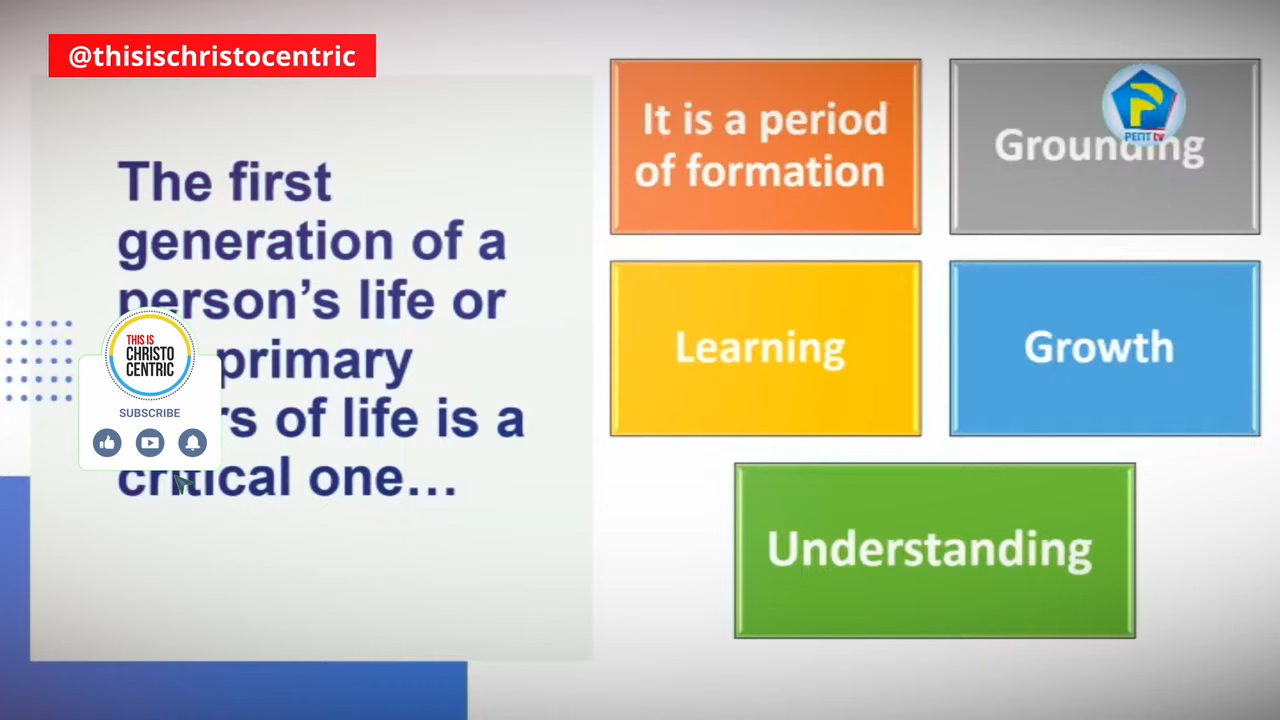 @thisischristocentric
The first
generation of a
person's life or
primary
of life is a
critical one…
THIS IS
CHRISTO
CENTRIC
SUBSCRIBE
It is a period
of formation
Grounding
PENT tv
Learning
Growth
Understanding